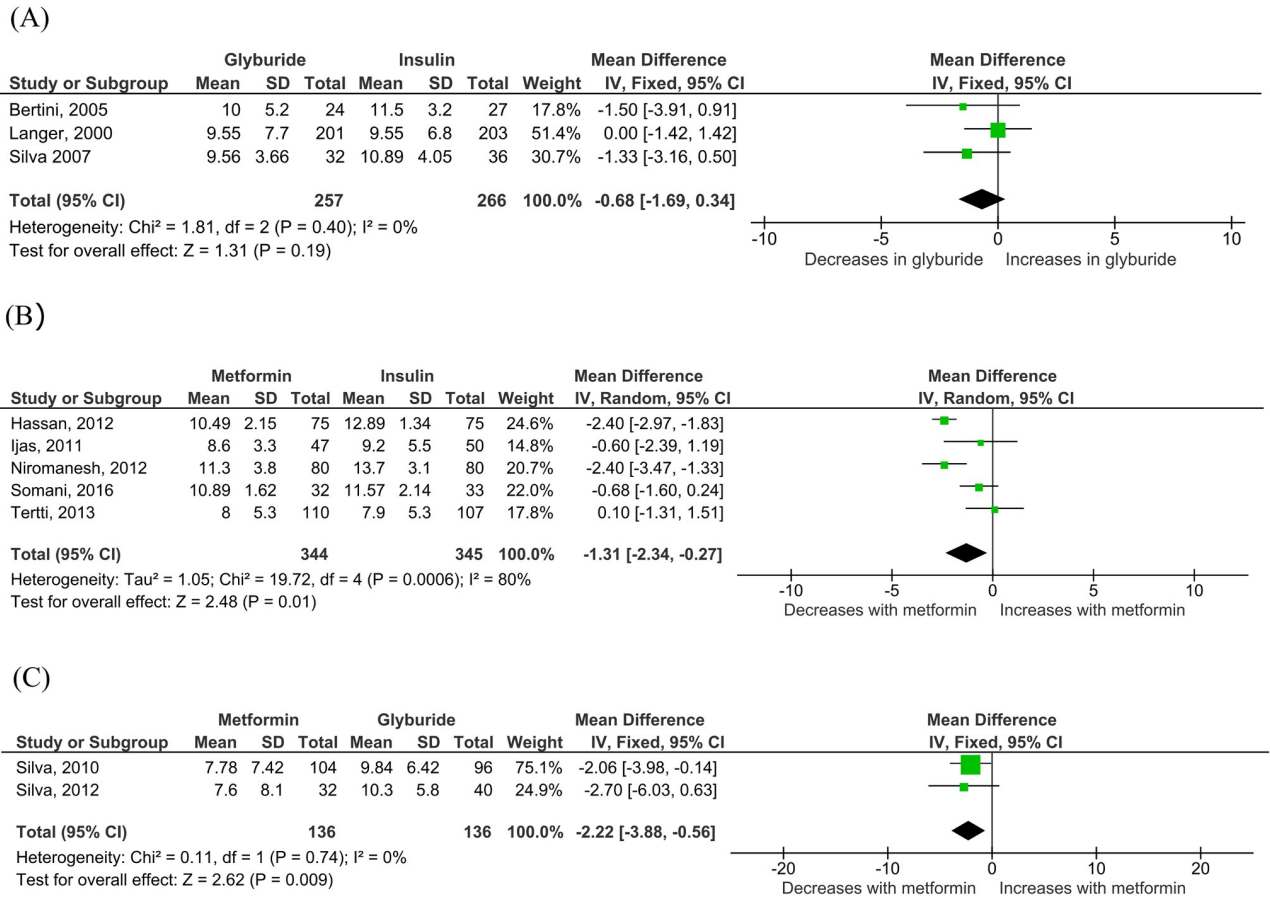 (A)
Glyburide Insulin Mean Difference Mean Difference
Study or Subgroup Mean SD Total Mean SD Total Weight IV, Fixed, 95% CI IV, Fixed, 95% CI
Bertini, 2005 10 5.2 24 11.5 3.2 27 17.8% -1.50 [-3.91, 0.91]
Langer, 2000 9.55 7.7 201 9.55 6.8 203 51.4% 0.00 [-1.42, 1.42]
Silva 2007 9.56 3.66 32 10.89 4.05 36 30.7% -1.33 [-3.16, 0.50]
Total (95% CI) 257 266 100.0% -0.68 [-1.69, 0.34]
Heterogeneity: Chi² = 1.81, df = 2 (P = 0.40); I² = 0%
Test for overall effect: Z = 1.31 (P = 0.19)
-10 -5 0 5 10
Decreases in glyburide Increases in glyburide
(B)
Metformin Insulin Mean Difference Mean Difference
Study or Subgroup Mean SD Total Mean SD Total Weight IV, Random, 95% CI IV, Random, 95% CI
Hassan, 2012 10.49 2.15 75 12.89 1.34 75 24.6% -2.40 [-2.97, -1.83]
Ijas, 2011 8.6 3.3 47 9.2 5.5 50 14.8% -0.60 [-2.39, 1.19]
Niromanesh, 2012 11.3 3.8 80 13.7 3.1 80 20.7% -2.40 [-3.47, -1.33]
Somani, 2016 10.89 1.62 32 11.57 2.14 33 22.0% -0.68 [-1.60, 0.24]
Tertti, 2013 8 5.3 110 7.9 5.3 107 17.8% 0.10 [-1.31, 1.51]
Total (95% CI) 344 345 100.0% -1.31 [-2.34, -0.27]
Heterogeneity: Tau² = 1.05; Chi² = 19.72, df = 4 (P = 0.0006); I² = 80%
Test for overall effect: Z = 2.48 (P = 0.01)
-10 -5 0 5 10
Decreases with metformin Increases with metformin
(C)
Metformin Glyburide Mean Difference Mean Difference
Study or Subgroup Mean SD Total Mean SD Total Weight IV, Fixed, 95% CI IV, Fixed, 95% CI
Silva, 2010 7.78 7.42 104 9.84 6.42 96 75.1% -2.06 [-3.98, -0.14]
Silva, 2012 7.6 8.1 32 10.3 5.8 40 24.9% -2.70 [-6.03, 0.63]
Total (95% CI) 136 136 100.0% -2.22 [-3.88, -0.56]
Heterogeneity: Chi² = 0.11, df = 1 (P = 0.74); I² = 0%
Test for overall effect: Z = 2.62 (P = 0.009)
-20 -10 0 10 20
Decreases with metformin Increases with metformin